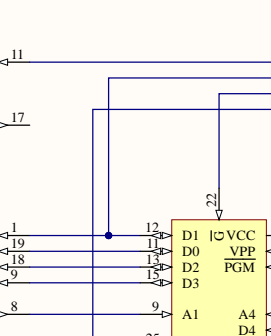 11
17
22
1 12 D1 G VCC
19 11 D0 VPP
18 13 D2 PGM
9 15 D3
8 9 A1 A4
D4